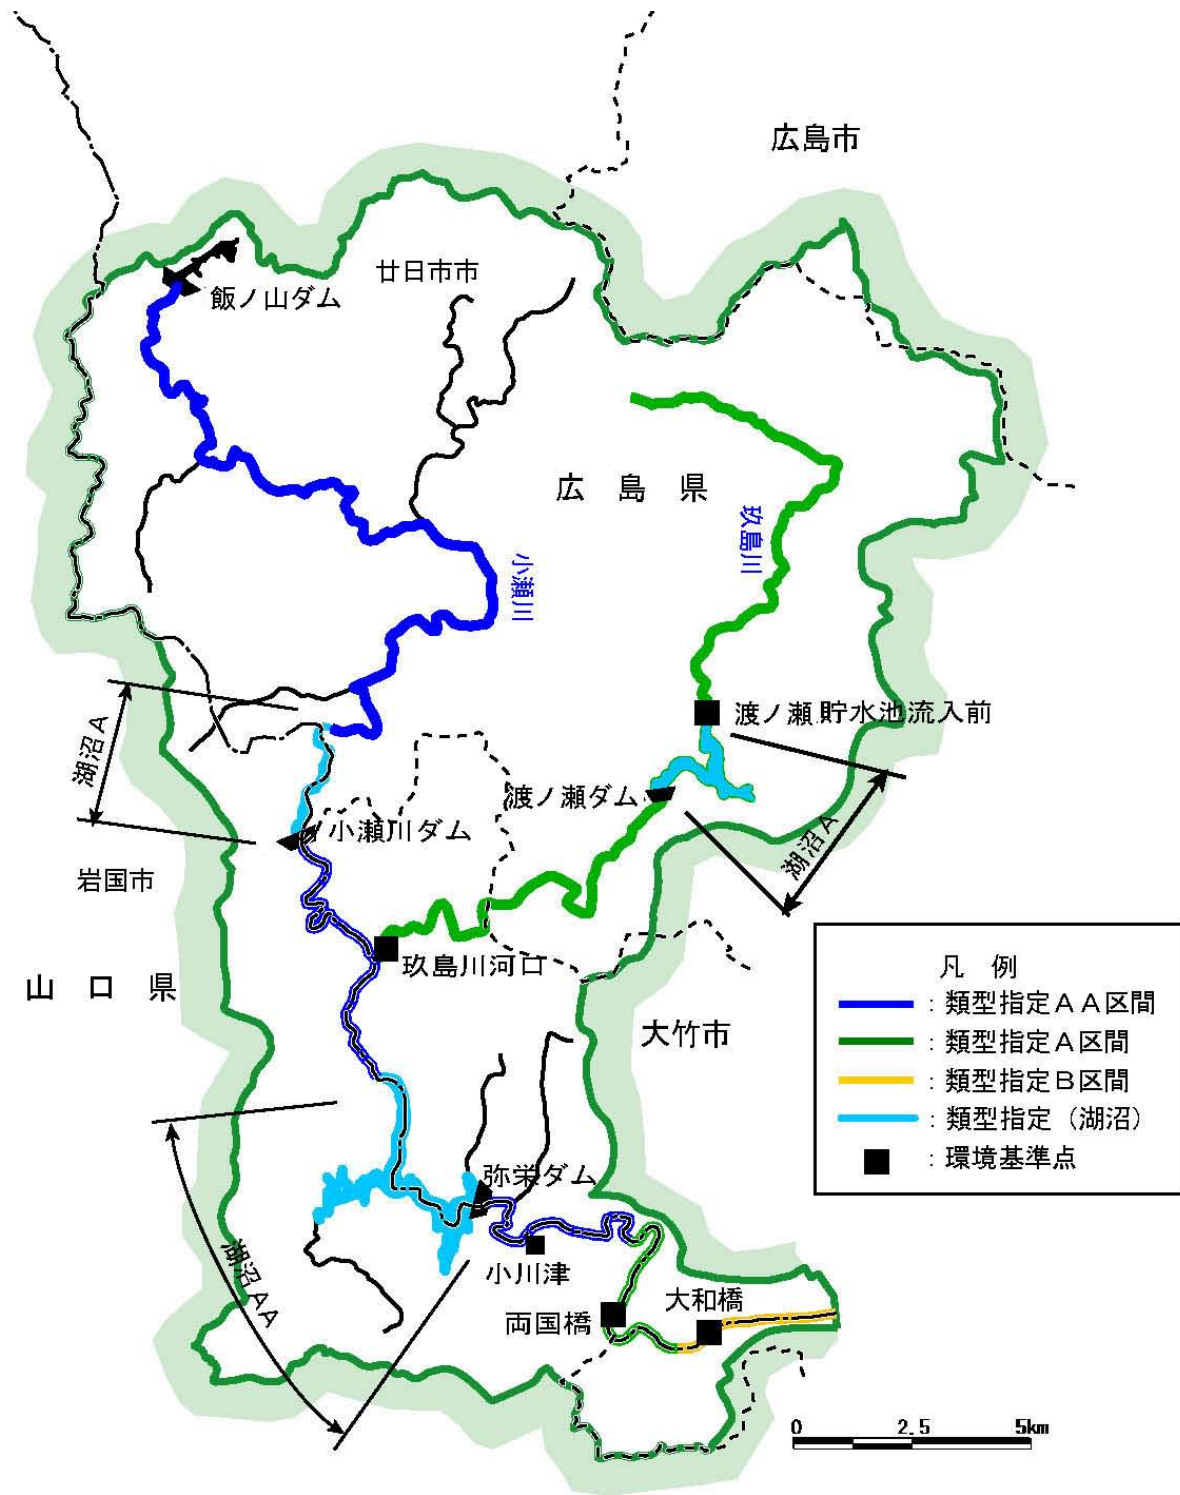 広島市
廿日市市
飯ノ山ダム
広 島 県
玖島川
小瀬川
渡ノ瀬 貯水池流入前
湖沼A
渡ノ瀬ダム
小瀬川ダム
湖沼A
岩国市
玖島川河口
山 口 県
大竹市
凡 例
：類型指定ＡＡ区間
：類型指定Ａ区間
：類型指定Ｂ区間
：類型指定（湖沼）
：環境基準点
弥栄ダム
湖沼AA
小川津
両国橋
大和橋
0 2.5 5km